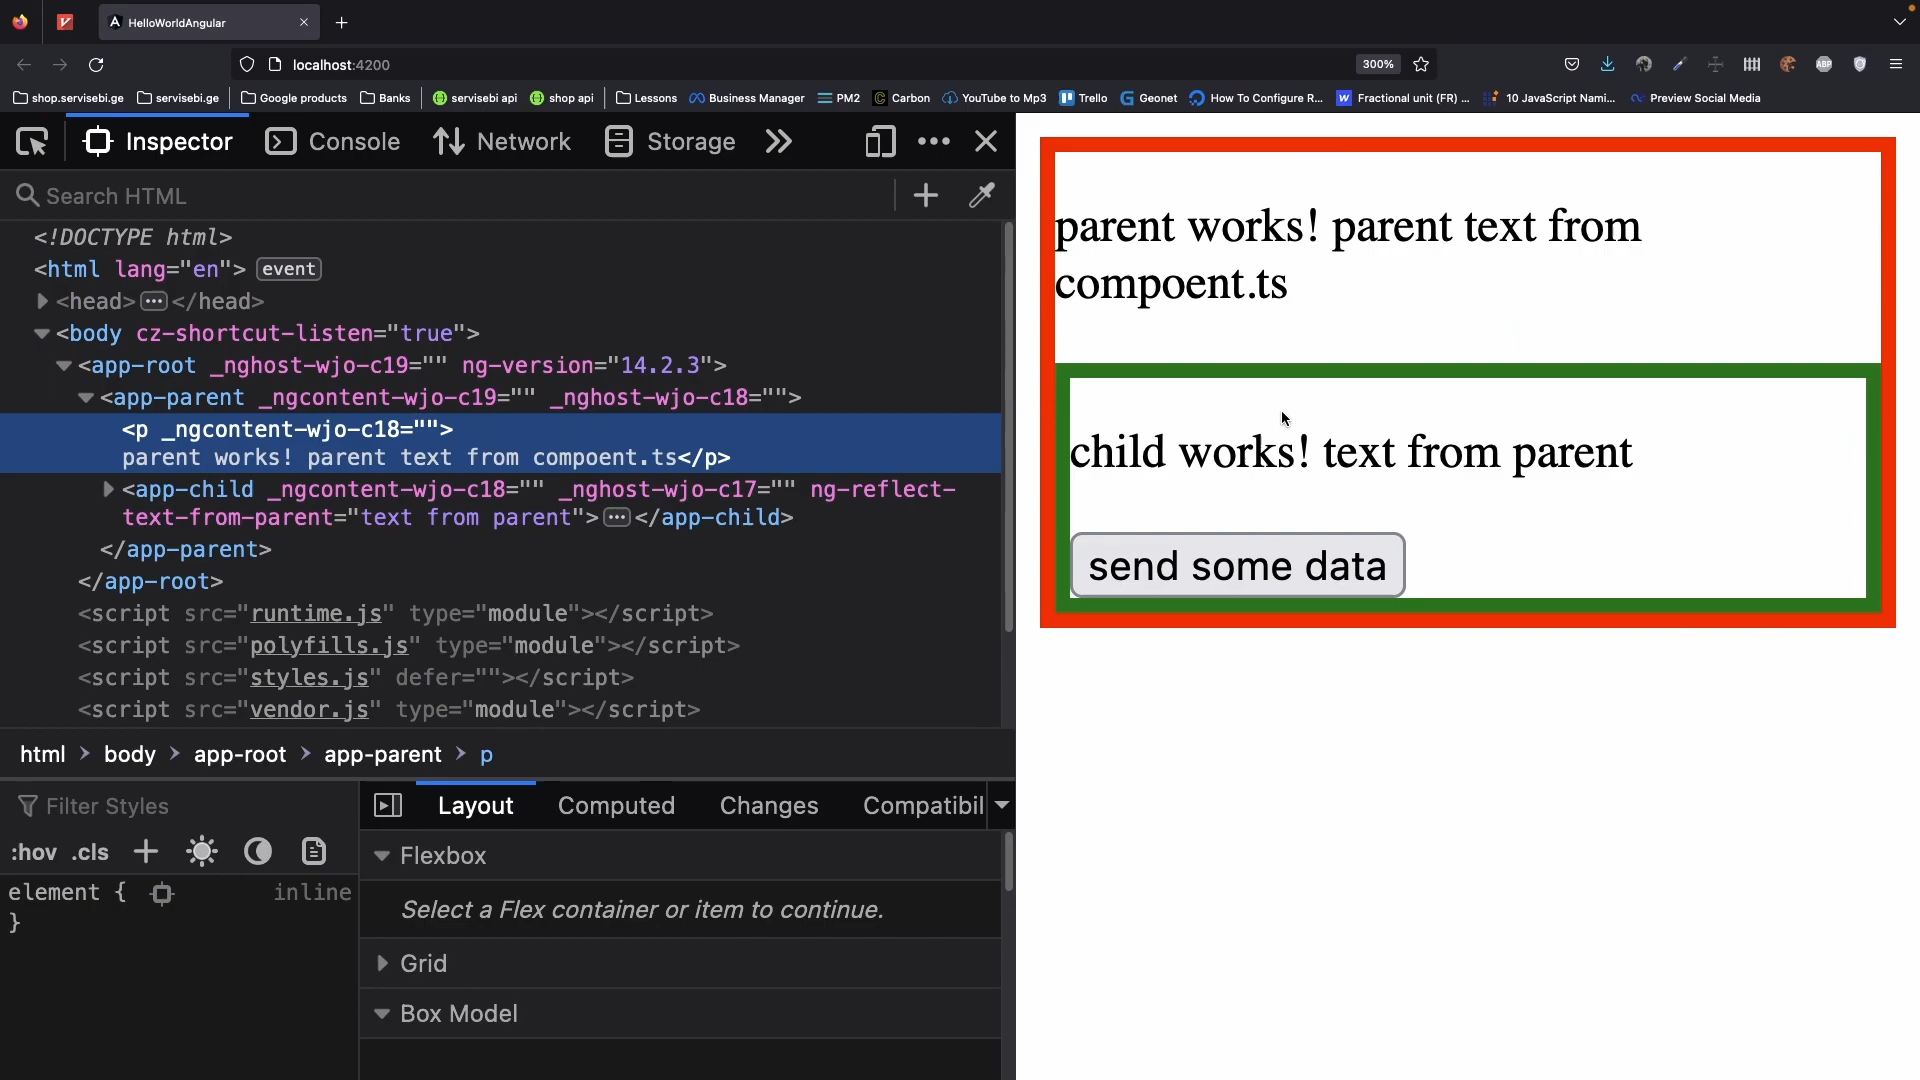 HelloWorldAngular
localhost:4200
300%
shop.servisebi.ge
servisebi.ge
Google products
Banks
servisebi api
shop api
Lessons
Business Manager
PM2
Carbon
YouTube to Mp3
Trello
Geonet
How To Configure R...
Fractional unit (FR) ...
10 JavaScript Nami...
Preview Social Media
Inspector
Console
Network
Storage
Search HTML
<!DOCTYPE html>
<html lang="en"> event
<head> ••• </head>
<body cz-shortcut-listen="true">
<app-root _nghost-wjo-c19="" ng-version="14.2.3">
<app-parent _ngcontent-wjo-c19="" _nghost-wjo-c18="">
<p _ngcontent-wjo-c18="">
parent works! parent text from compoent.ts</p>
<app-child _ngcontent-wjo-c18="" _nghost-wjo-c17="" ng-reflect-
text-from-parent="text from parent"> ••• </app-child>
</app-parent>
</app-root>
<script src="runtime.js" type="module"></script>
<script src="polyfills.js" type="module"></script>
<script src="styles.js" defer=""></script>
<script src="vendor.js" type="module"></script>
html > body > app-root > app-parent > p
Filter Styles
:hov .cls
element {
inline
}
Layout
Computed
Changes
Compatibil
Flexbox
Select a Flex container or item to continue.
Grid
Box Model
parent works! parent text from
compoent.ts
child works! text from parent
send some data